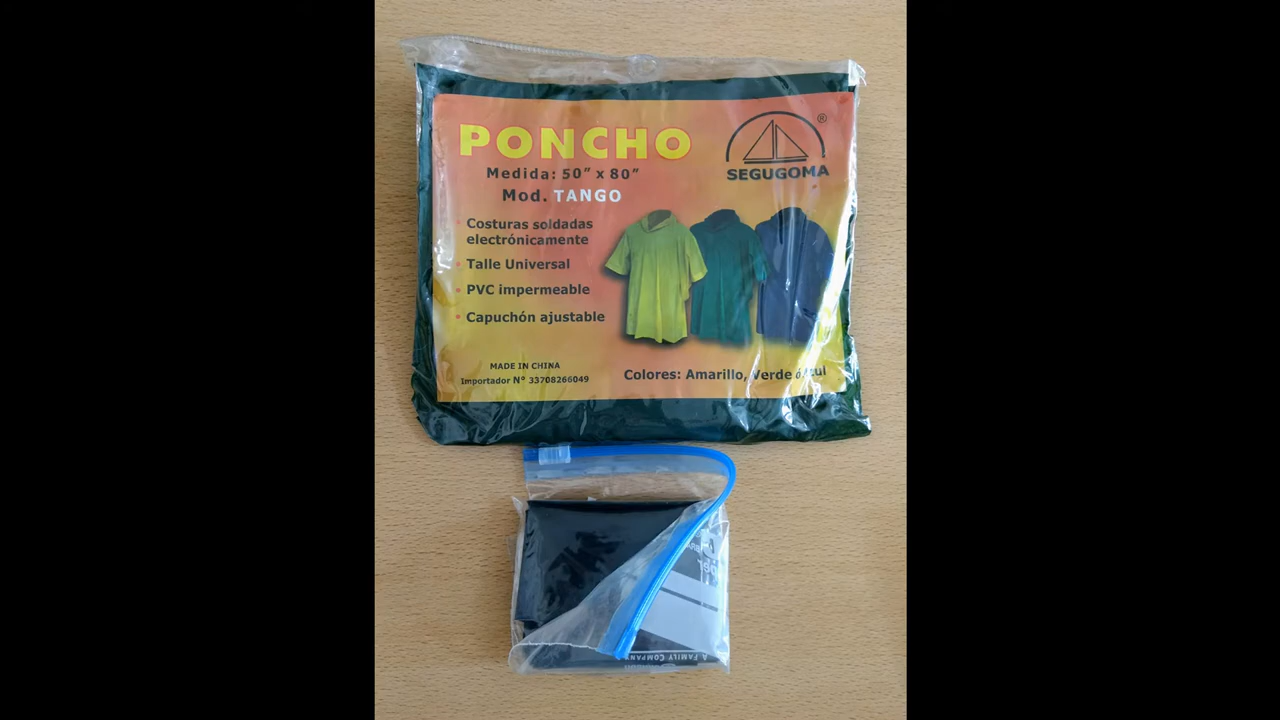 PONCHO
Medida: 50" x 80"
Mod. TANGO
®
SEGUGOMA
Costuras soldadas
electrónicamente
Talle Universal
PVC impermeable
Capuchón ajustable
MADE IN CHINA
Importador N° 33708266049
Colores: Amarillo, Verde ó Azul
A FAMILY COMPANY